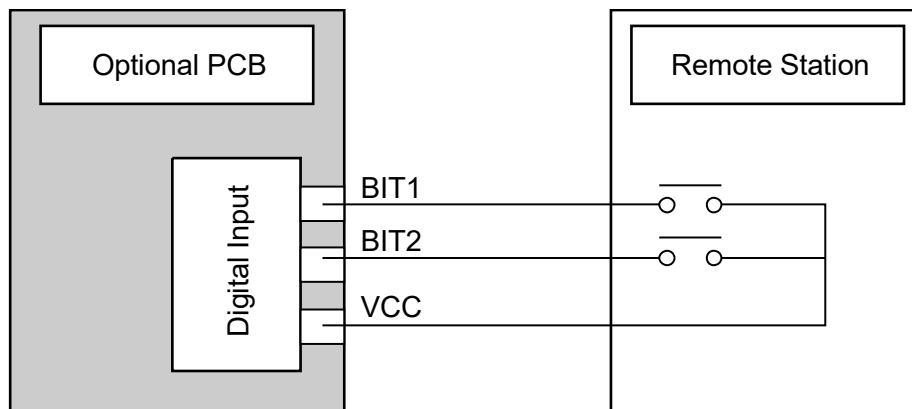 Optional PCB
Remote Station
Digital Input
BIT1
BIT2
VCC